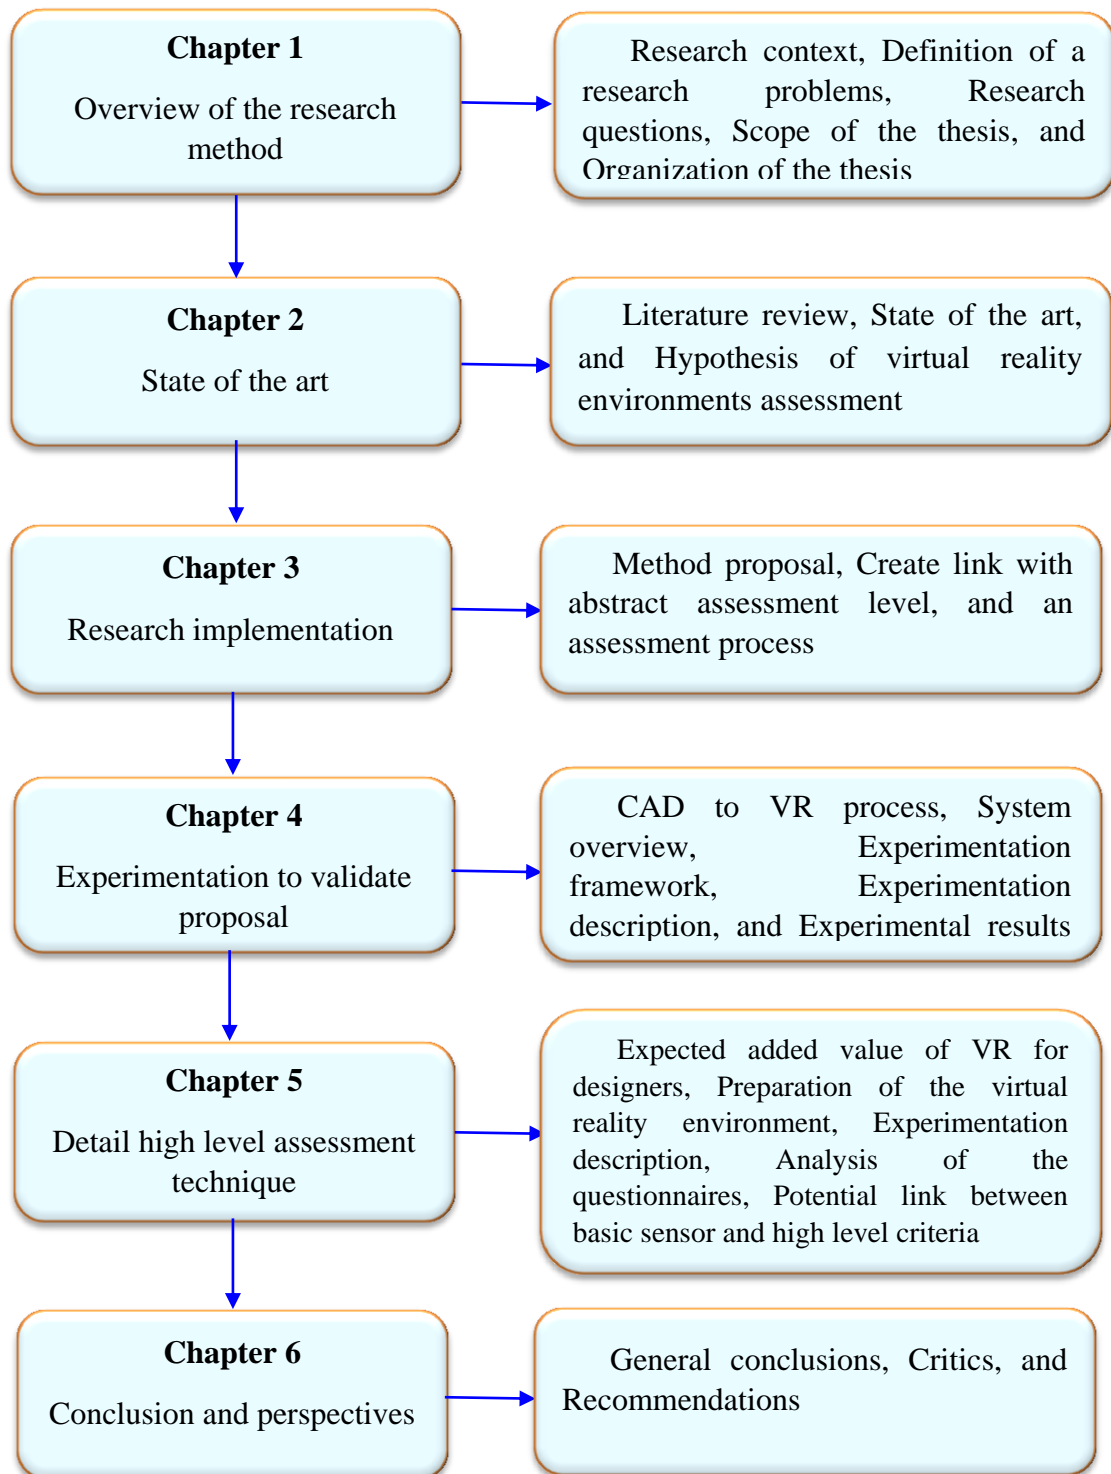 Chapter 1
Overview of the research
method
Research context, Definition of a
research problems, Research
questions, Scope of the thesis, and
Organization of the thesis
Chapter 2
State of the art
Literature review, State of the art,
and Hypothesis of virtual reality
environments assessment
Chapter 3
Research implementation
Method proposal, Create link with
abstract assessment level, and an
assessment process
Chapter 4
Experimentation to validate
proposal
CAD to VR process, System
overview, Experimentation
framework, Experimentation
description, and Experimental results
Chapter 5
Detail high level assessment
technique
Expected added value of VR for
designers, Preparation of the virtual
reality environment, Experimentation
description, Analysis of the
questionnaires, Potential link between
basic sensor and high level criteria
Chapter 6
Conclusion and perspectives
General conclusions, Critics, and
Recommendations